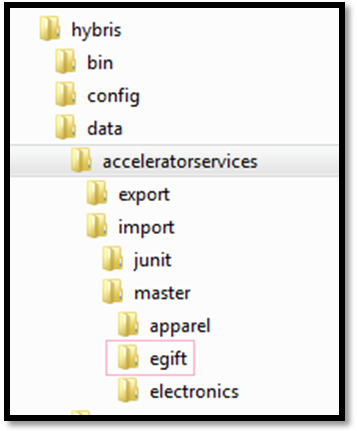 hybris
bin
config
data
acceleratorservices
export
import
junit
master
apparel
egift
electronics